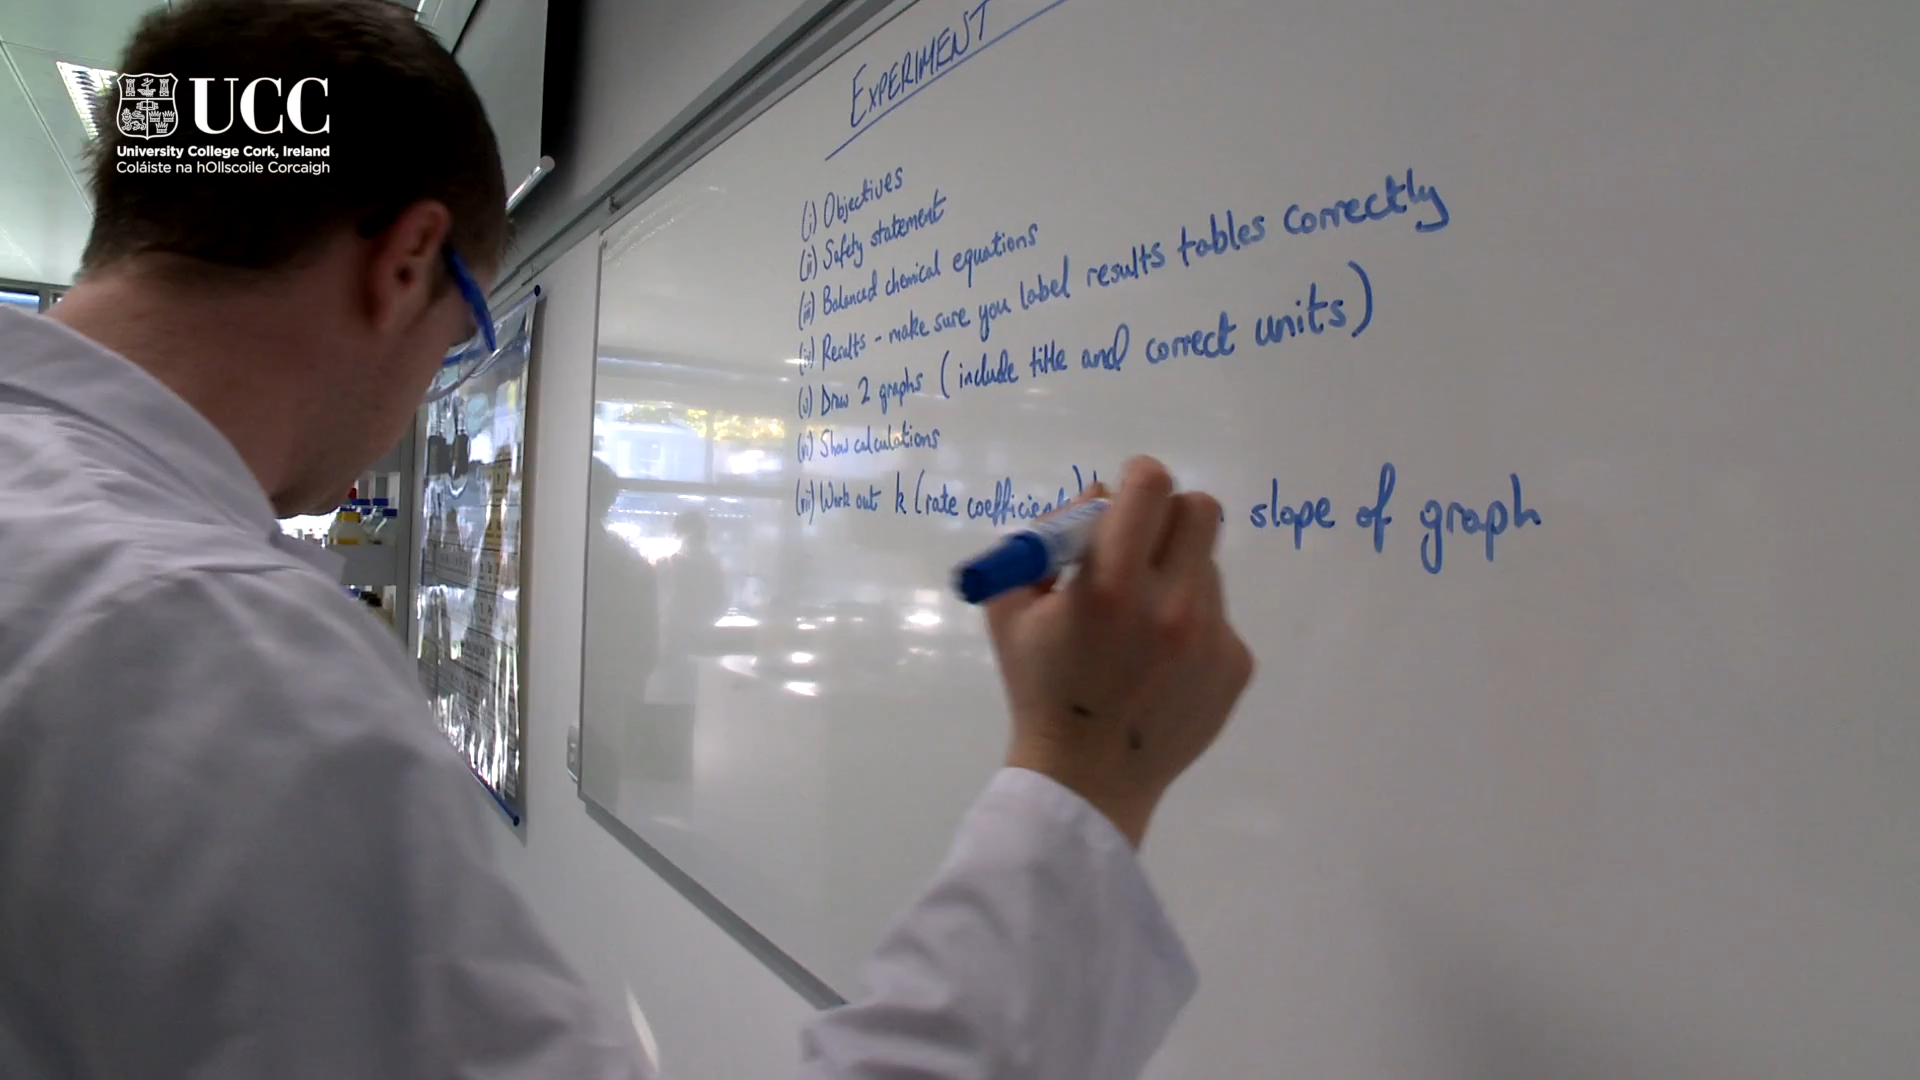 UCC
University College Cork, Ireland
Coláiste na hOllscoile Corcaigh
EXPERIMENT
(i) Objectives
(ii) Safety statement
(iii) Balanced chemical equations
(iv) Results - make sure you label results tables correctly
(v) Draw 2 graphs (include title and correct units)
(vi) Show calculations
(vii) Work out k (rate coefficient) slope of graph